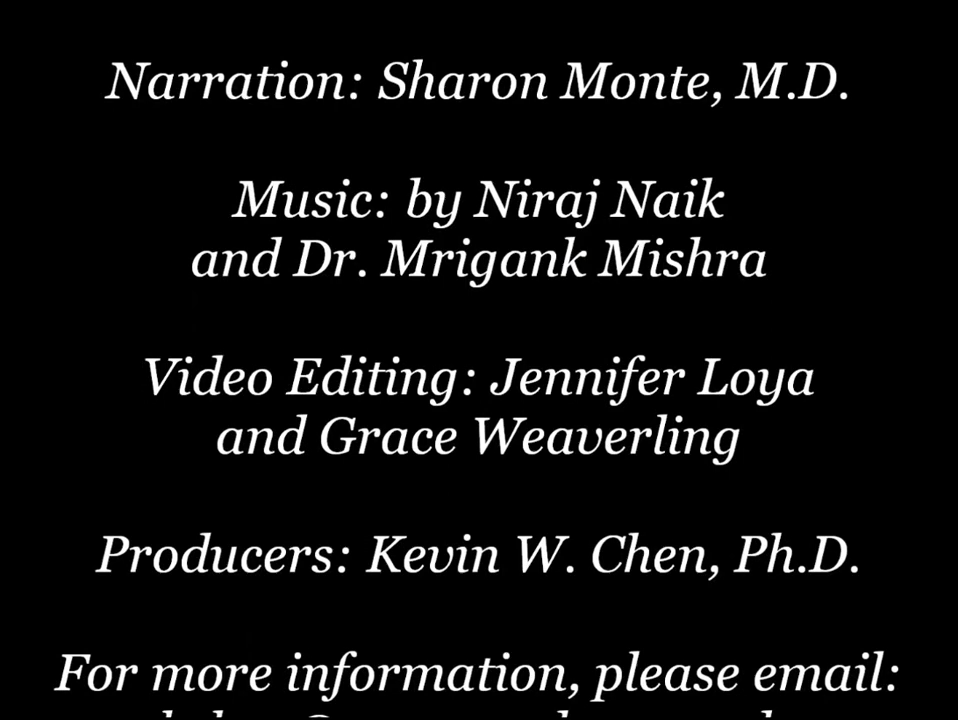 Narration: Sharon Monte, M.D.
Music: by Niraj Naik
and Dr. Mrigank Mishra
Video Editing: Jennifer Loya
and Grace Weaverling
Producers: Kevin W. Chen, Ph.D.
For more information, please email: